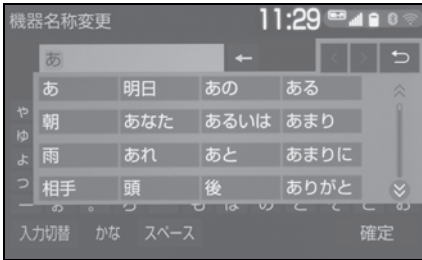 機器名称変更 11:29
あ
あ 明日 あの ある
朝 あなた あるいは あまり
雨 あれ あと あまりに
相手 頭 後 ありがと
や
ゆ
よ
つ
入力切替 かな スペース 確定